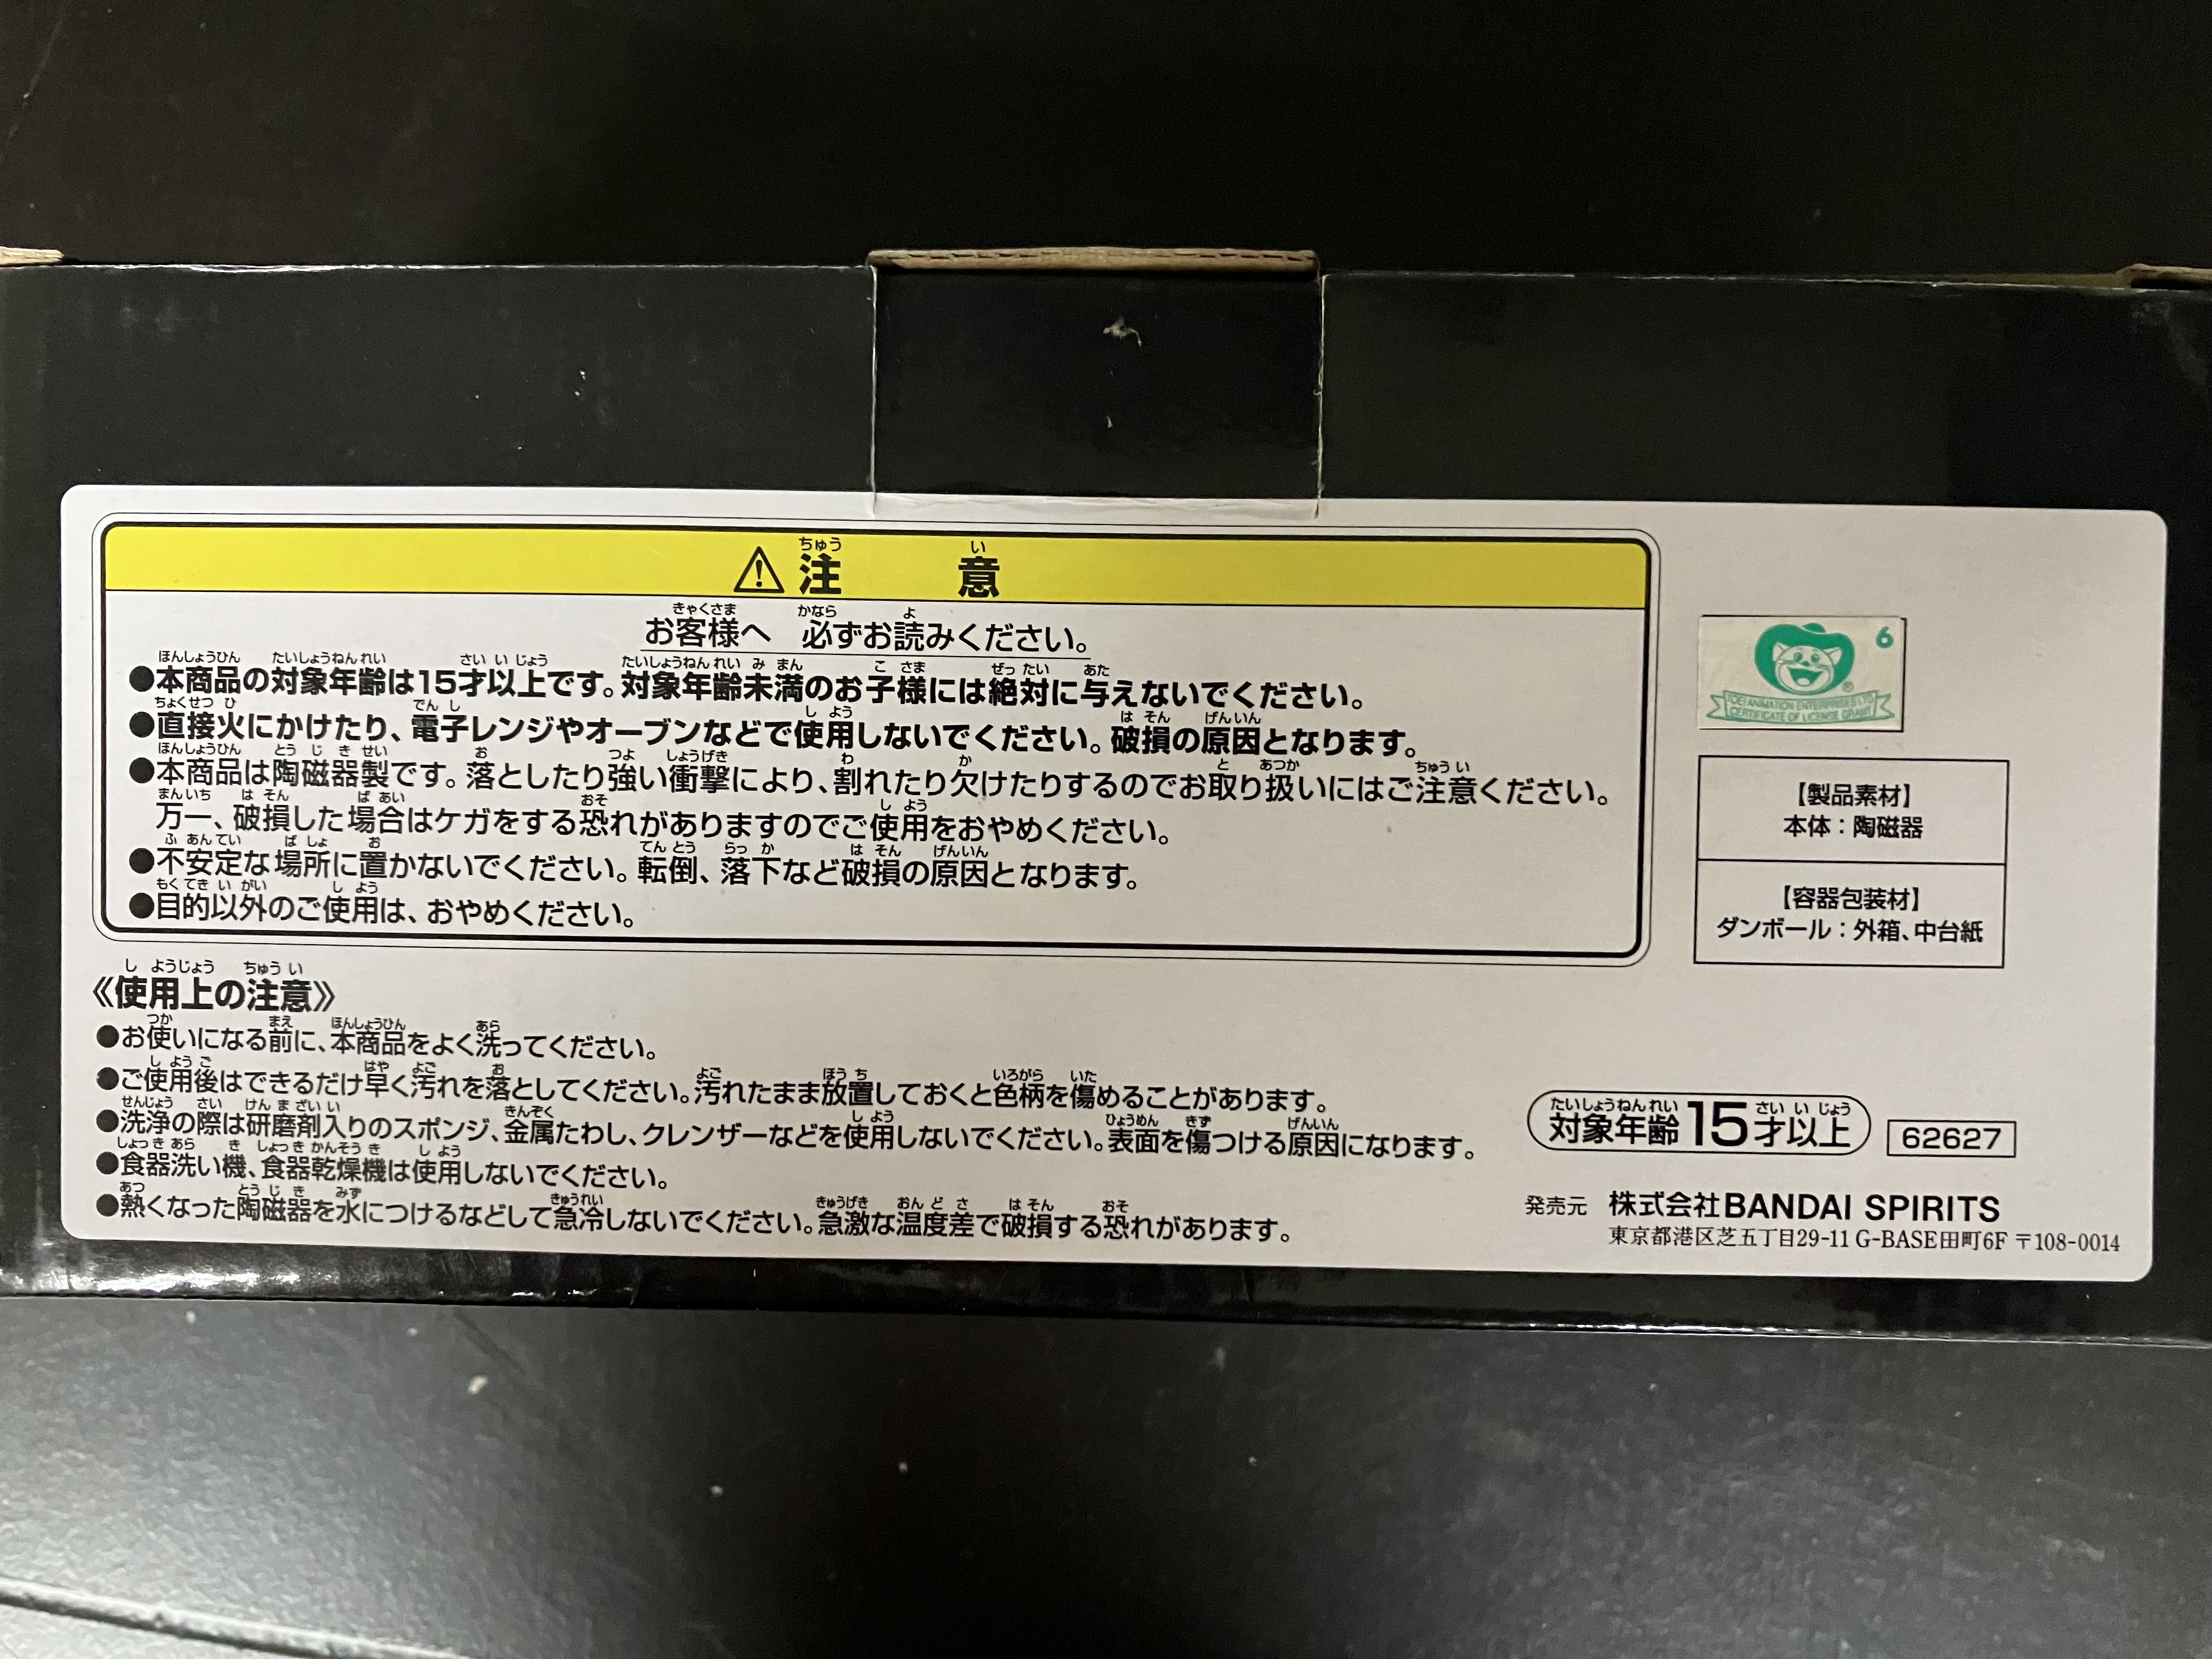 注意
お客様へ 必ずお読みください。
●本商品の対象年齢は15才以上です。対象年齢未満のお子様には絶対に与えないでください。
●直接火にかけたり、電子レンジやオーブンなどで使用しないでください。破損の原因となります。
●本商品は陶磁器製です。落としたり強い衝撃により、割れたり欠けたりするのでお取り扱いにはご注意ください。
万一、破損した場合はケガをする恐れがありますのでご使用をおやめください。
●不安定な場所に置かないでください。転倒、落下など破損の原因となります。
●目的以外のご使用は、おやめください。
《使用上の注意》
●お使いになる前に、本商品をよく洗ってください。
●ご使用後はできるだけ早く汚れを落としてください。汚れたまま放置しておくと色柄を傷めることがあります。
●洗浄の際は研磨剤入りのスポンジ、金属たわし、クレンザーなどを使用しないでください。表面を傷つける原因になります。
●食器洗い機、食器乾燥機は使用しないでください。
●熱くなった陶磁器を水につけるなどして急冷しないでください。急激な温度差で破損する恐れがあります。
6
®
TOEI ANIMATION ENTERPRISES LTD
CERTIFICATE OF LICENSE GRANT
【製品素材】
本体：陶磁器
【容器包装材】
ダンボール：外箱、中台紙
対象年齢15才以上
62627
発売元 株式会社BANDAI SPIRITS
東京都港区芝五丁目29-11 G-BASE田町6F 〒108-0014